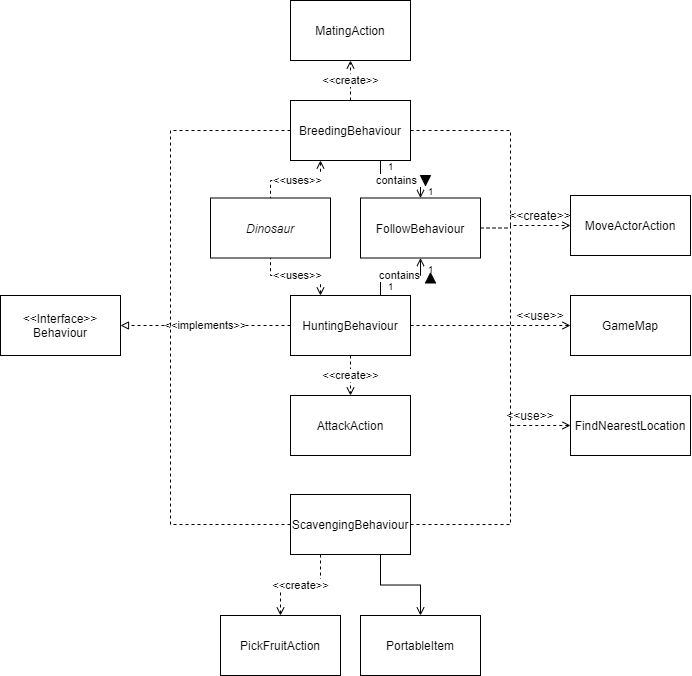 MatingAction
<<create>>
BreedingBehaviour
1
contains
1
<<uses>>
Dinosaur
FollowBehaviour
<<create>>
MoveActorAction
<<uses>>
contains
1
1
<<Interface>>
Behaviour
<<implements>>
HuntingBehaviour
<<use>>
GameMap
<<create>>
AttackAction
<<use>>
FindNearestLocation
ScavengingBehaviour
<<create>>
PickFruitAction
PortableItem